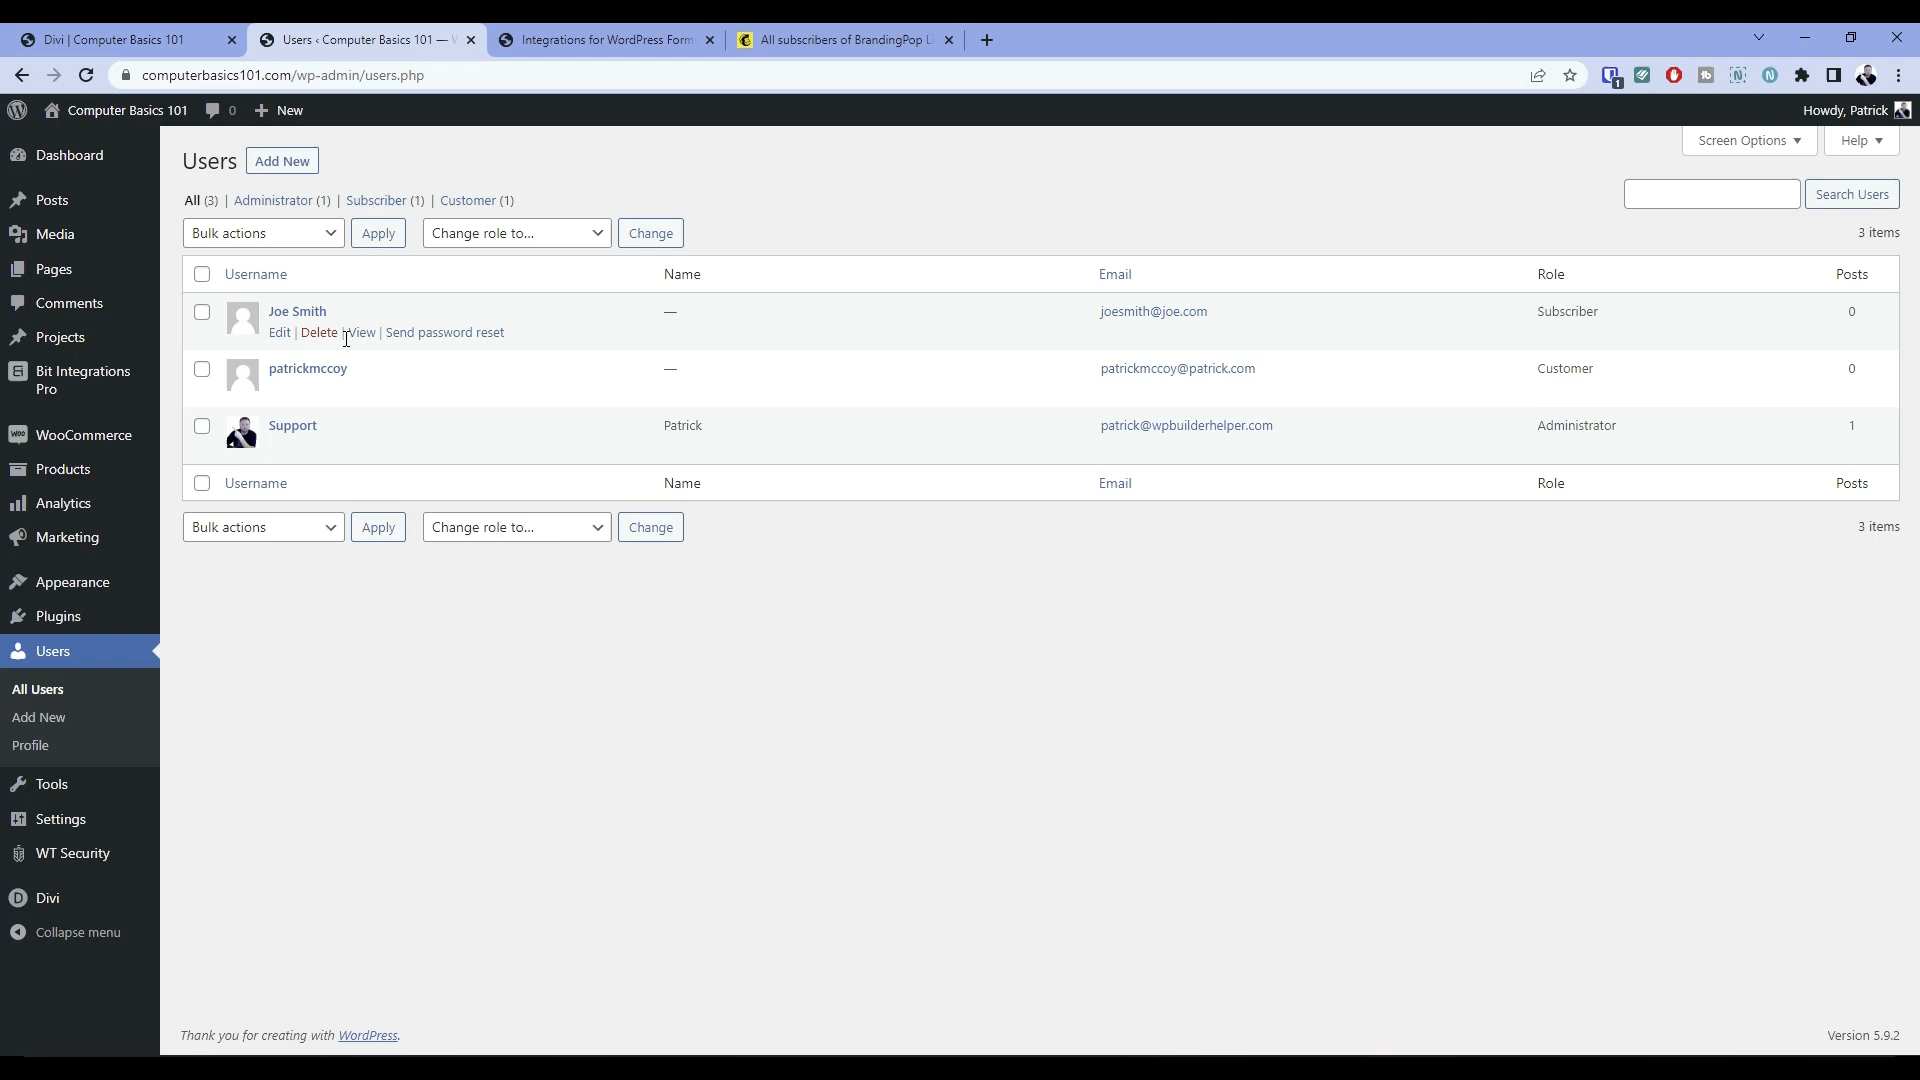 Divi | Computer Basics 101
Users ‹ Computer Basics 101 — W
Integrations for WordPress Form
All subscribers of BrandingPop Li
computerbasics101.com/wp-admin/users.php
1
Computer Basics 101
0
New
Howdy, Patrick
Dashboard
Posts
Media
Pages
Comments
Projects
Bit Integrations
Pro
WooCommerce
Products
Analytics
Marketing
Appearance
Plugins
Users
All Users
Add New
Profile
Tools
Settings
WT Security
Divi
Collapse menu
Screen Options
Help
Users
Add New
All (3) | Administrator (1) | Subscriber (1) | Customer (1)
Search Users
Bulk actions
Apply
Change role to...
Change
3 items
Username Name Email Role Posts
Joe Smith — joesmith@joe.com Subscriber 0
Edit | Delete | View | Send password reset
patrickmccoy — patrickmccoy@patrick.com Customer 0
Support Patrick patrick@wpbuilderhelper.com Administrator 1
Username Name Email Role Posts
Bulk actions
Apply
Change role to...
Change
3 items
Thank you for creating with WordPress.
Version 5.9.2